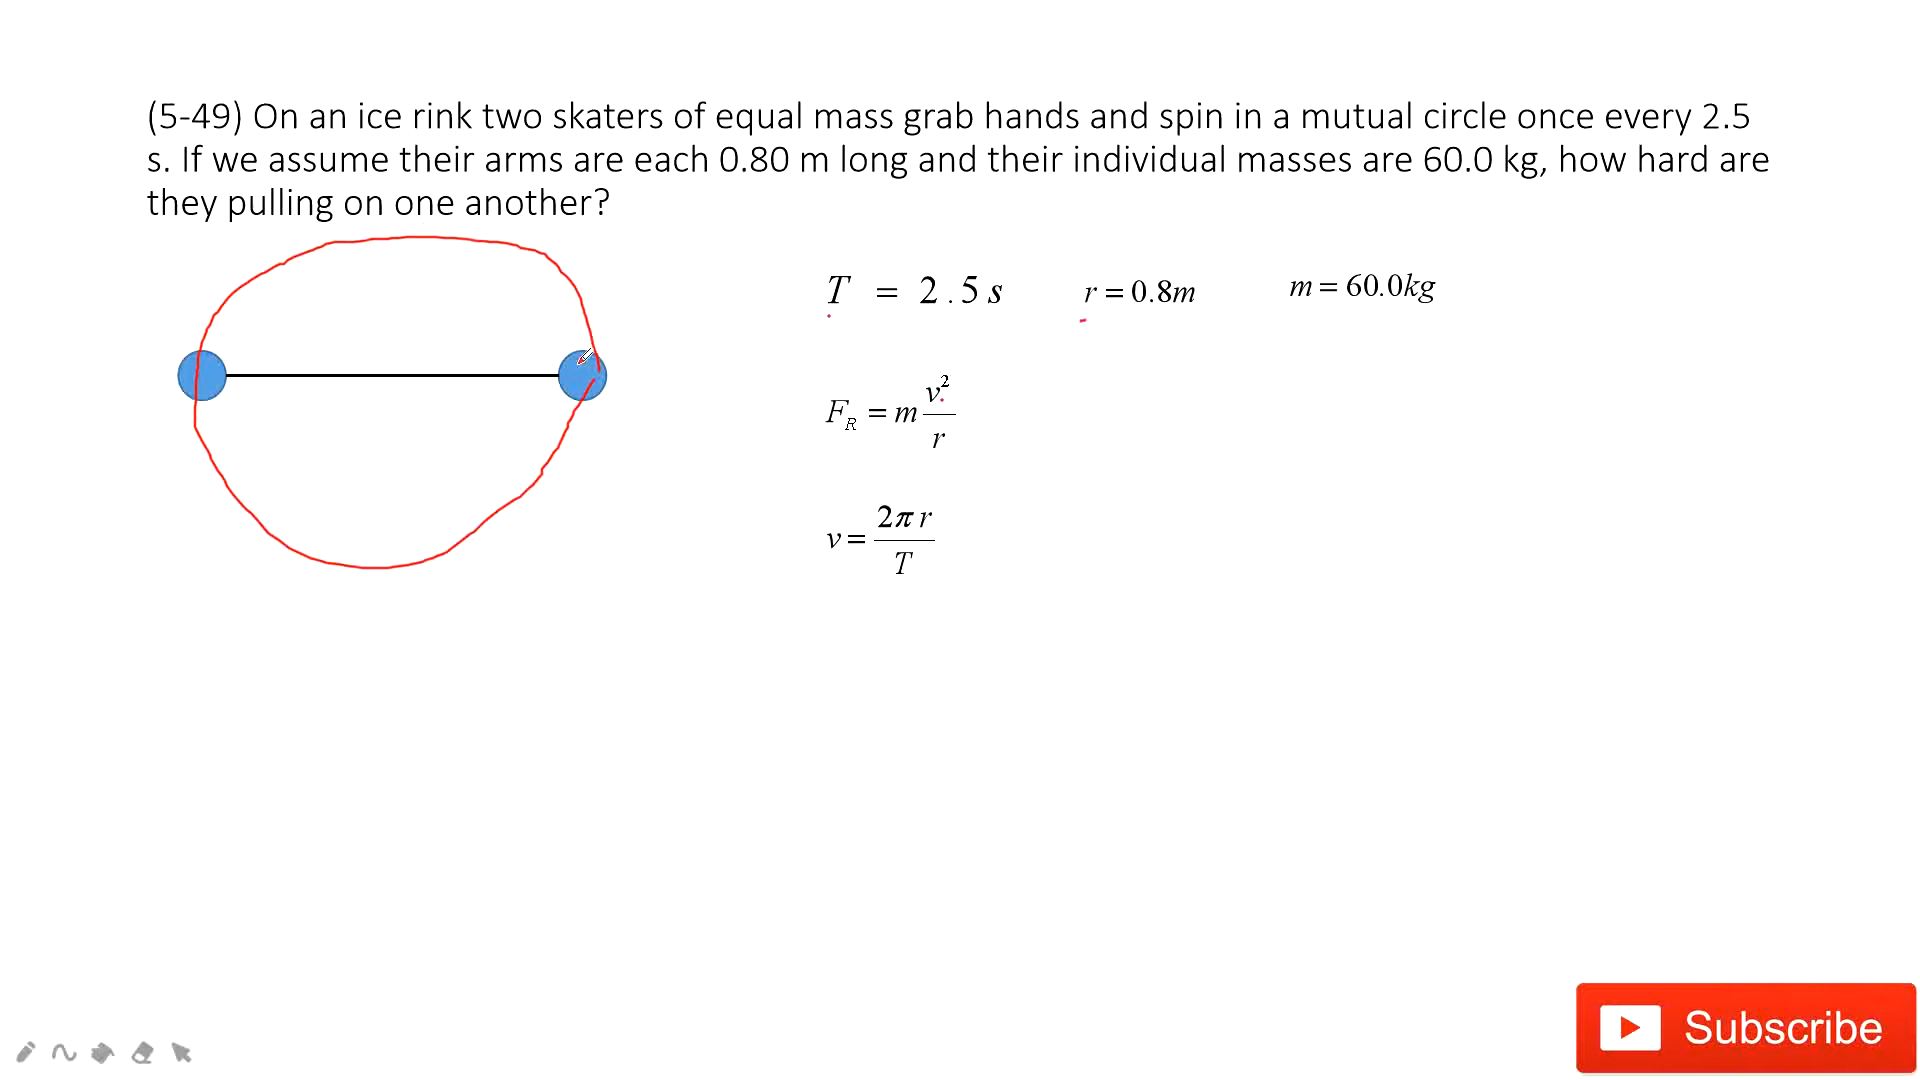 (5-49) On an ice rink two skaters of equal mass grab hands and spin in a mutual circle once every 2.5
s. If we assume their arms are each 0.80 m long and their individual masses are 60.0 kg, how hard are
they pulling on one another?
T = 2.5 s r = 0.8m m = 60.0kg
F_R = m v²/r
v = 2π r/T
Subscribe